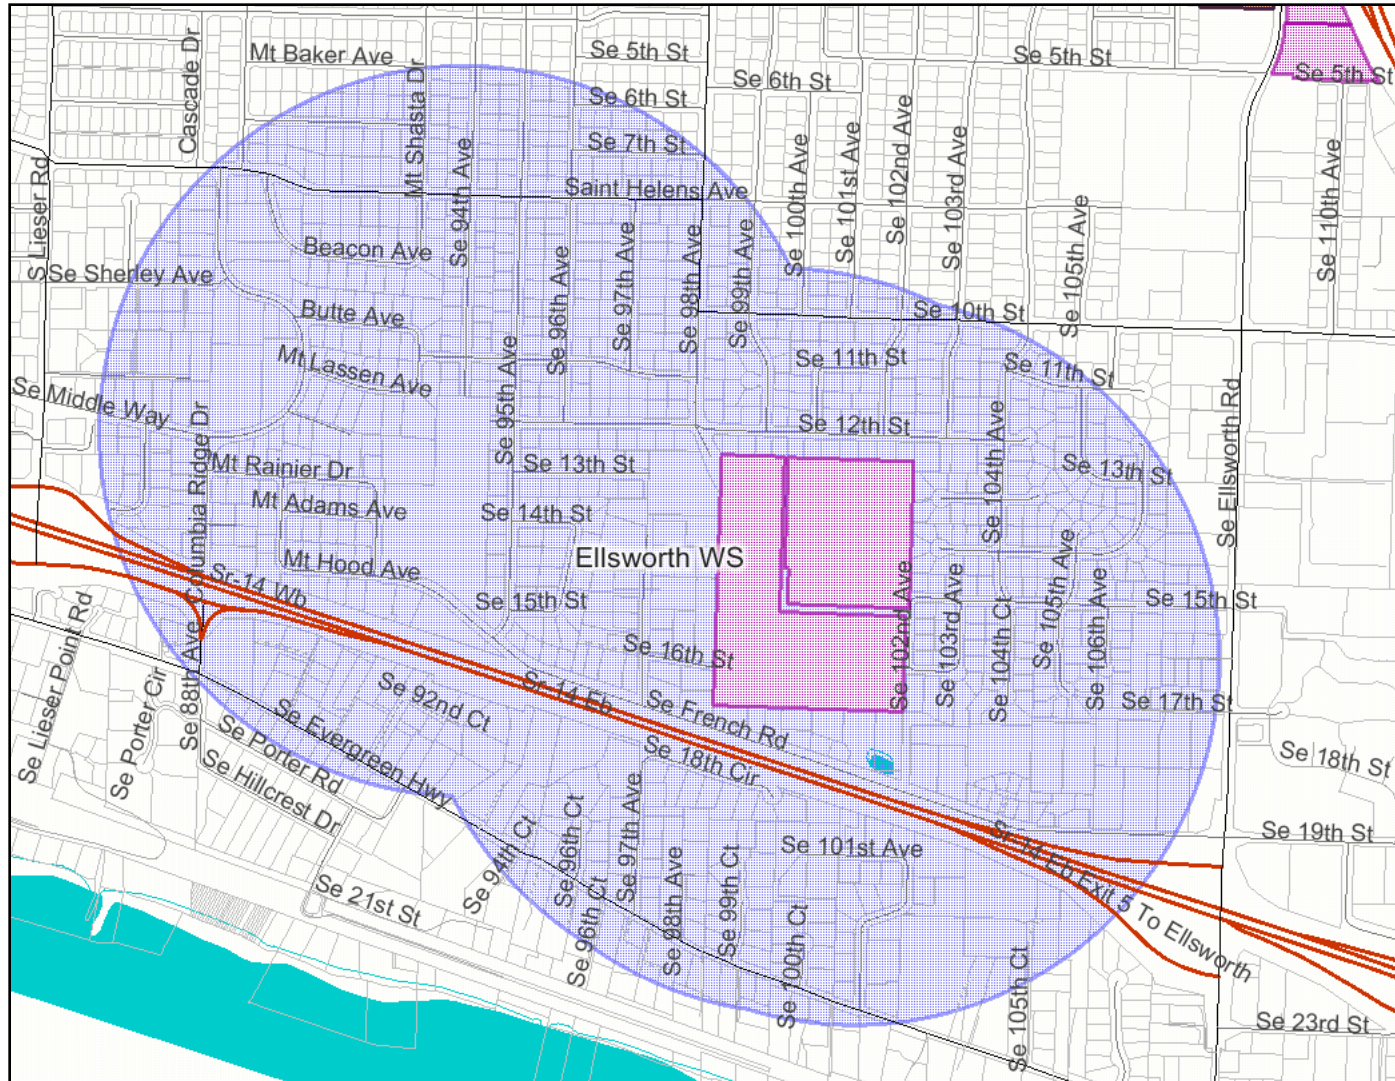 Mt Baker Ave
Se 5th St
Se 5th St
Se 5th St
Cascade Dr
Mt Shasta Dr
Se 6th St
Se 6th St
Se 7th St
Se 94th Ave
Saint Helens Ave
Se 100th Ave
Se 101st Ave
Se 102nd Ave
Se 103rd Ave
Se 105th Ave
Se 110th Ave
S Lieser Rd
Se Sherley Ave
Beacon Ave
Se 96th Ave
Se 97th Ave
Se 98th Ave
Se 99th Ave
Butte Ave
Se 10th St
Mt Lassen Ave
Se 95th Ave
Se 11th St
Se 11th St
Se Middle Way
Columbia Ridge Dr
Se 12th St
Se 104th Ave
Se Ellsworth Rd
Mt Rainier Dr
Se 13th St
Se 13th St
Mt Adams Ave
Se 14th St
Mt Hood Ave
Ellsworth WS
Sr-14 Wb
Se 15th St
Se 15th St
Se 102nd Ave
Se 103rd Ave
Se 104th Ct
Se 105th Ave
Se 106th Ave
Se Lieser Point Rd
Se Porter Cir
Se 88th Ave
Se 16th St
Se 92nd Ct
Sr-14 Eb
Se French Rd
Se 17th St
Se Evergreen Hwy
Se Porter Rd
Se Hillcrest Dr
Se 18th Cir
Se 18th St
Se 94th Ct
Se 96th Ct
Se 97th Ave
Se 101st Ave
Sr-14 Eb Exit 5 To Ellsworth
Se 19th St
Se 21st St
Se 96th Ct
Se 98th Ave
Se 99th Ct
Se 100th Ct
Se 105th Ct
Se 23rd St